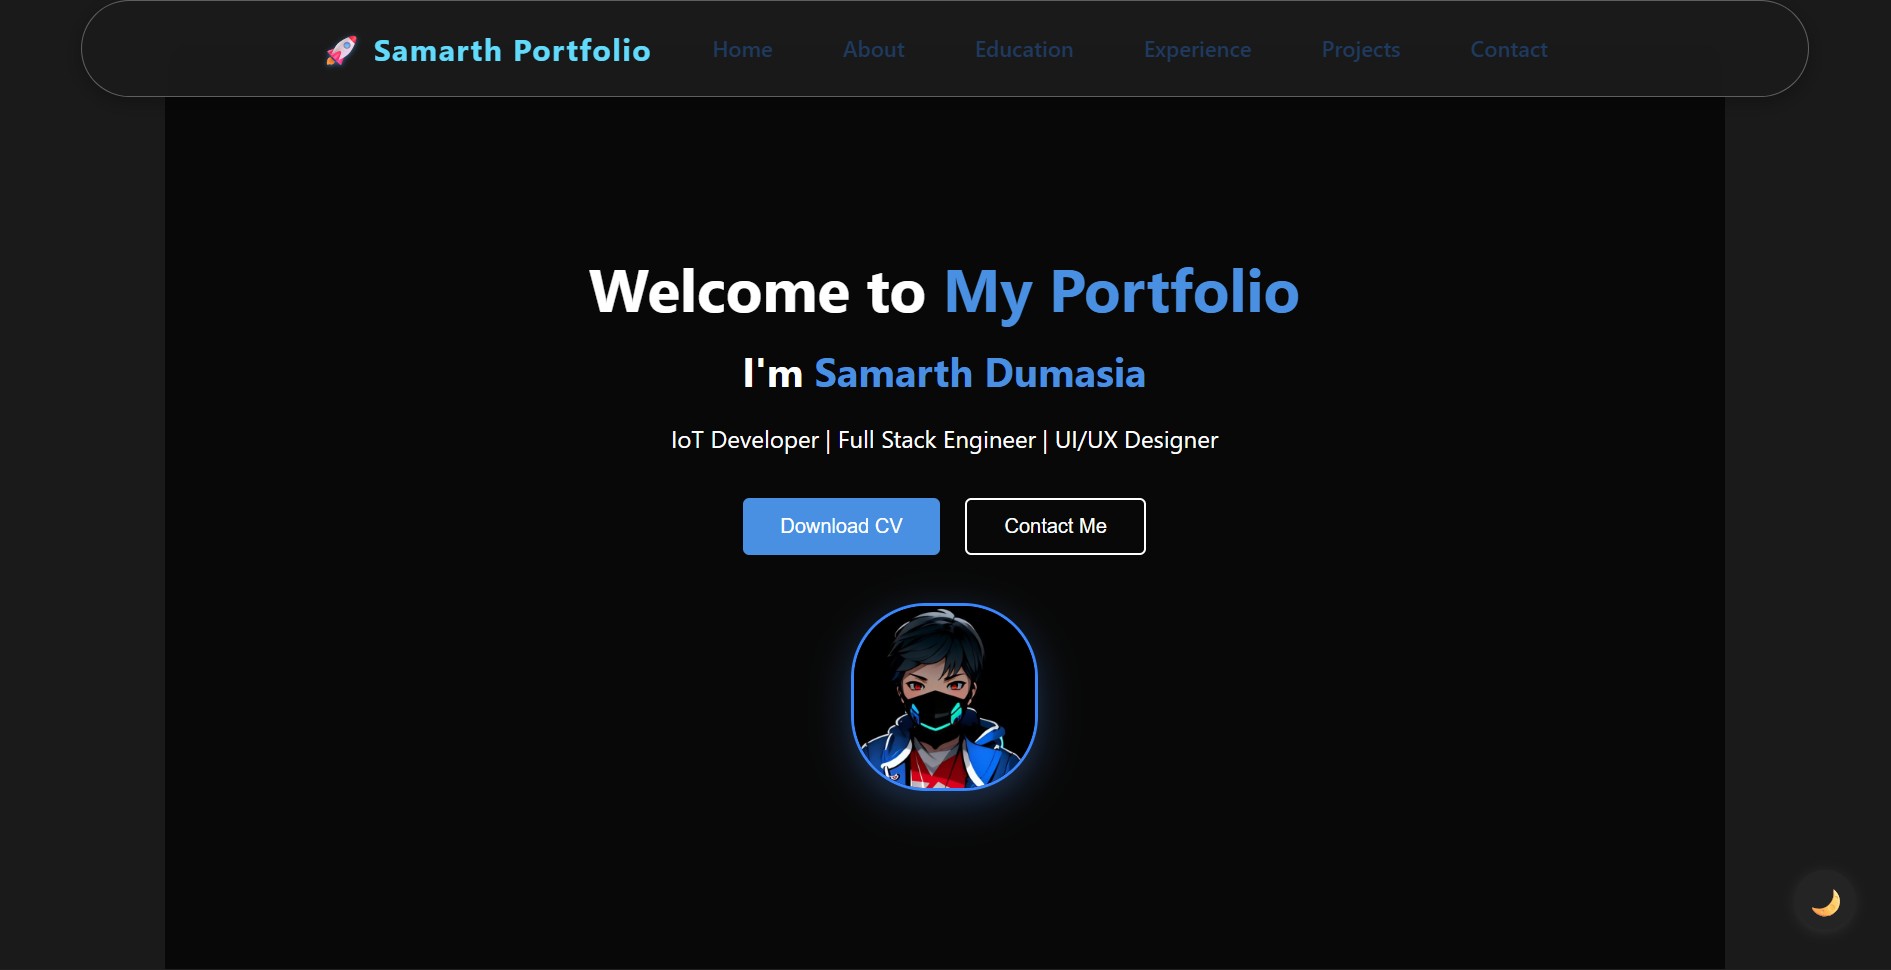 Samarth Portfolio Home About Education Experience Projects Contact
Welcome to My Portfolio
I'm Samarth Dumasia
IoT Developer | Full Stack Engineer | UI/UX Designer
Download CV Contact Me